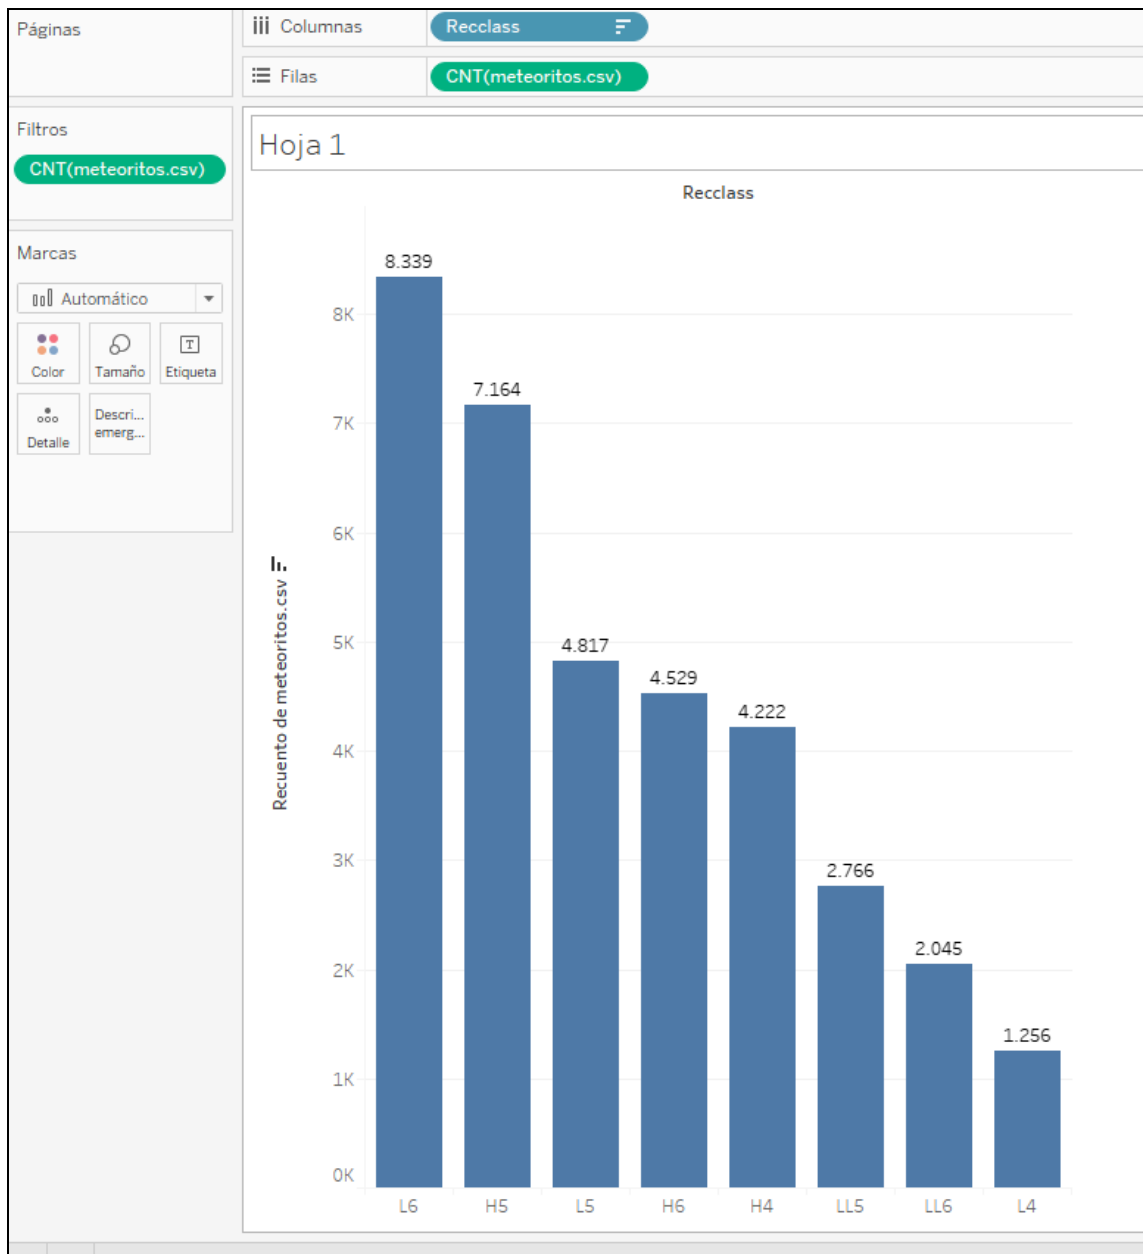 Páginas
Columnas
Recclass
Filas
CNT(meteoritos.csv)
Filtros
CNT(meteoritos.csv)
Marcas
Automático
Color
Tamaño
Etiqueta
Detalle
Descri...
emerg...
Hoja 1
Recclass
Recuento de meteoritos.csv
8K
7K
6K
5K
4K
3K
2K
1K
0K
8.339
7.164
4.817
4.529
4.222
2.766
2.045
1.256
L6
H5
L5
H6
H4
LL5
LL6
L4